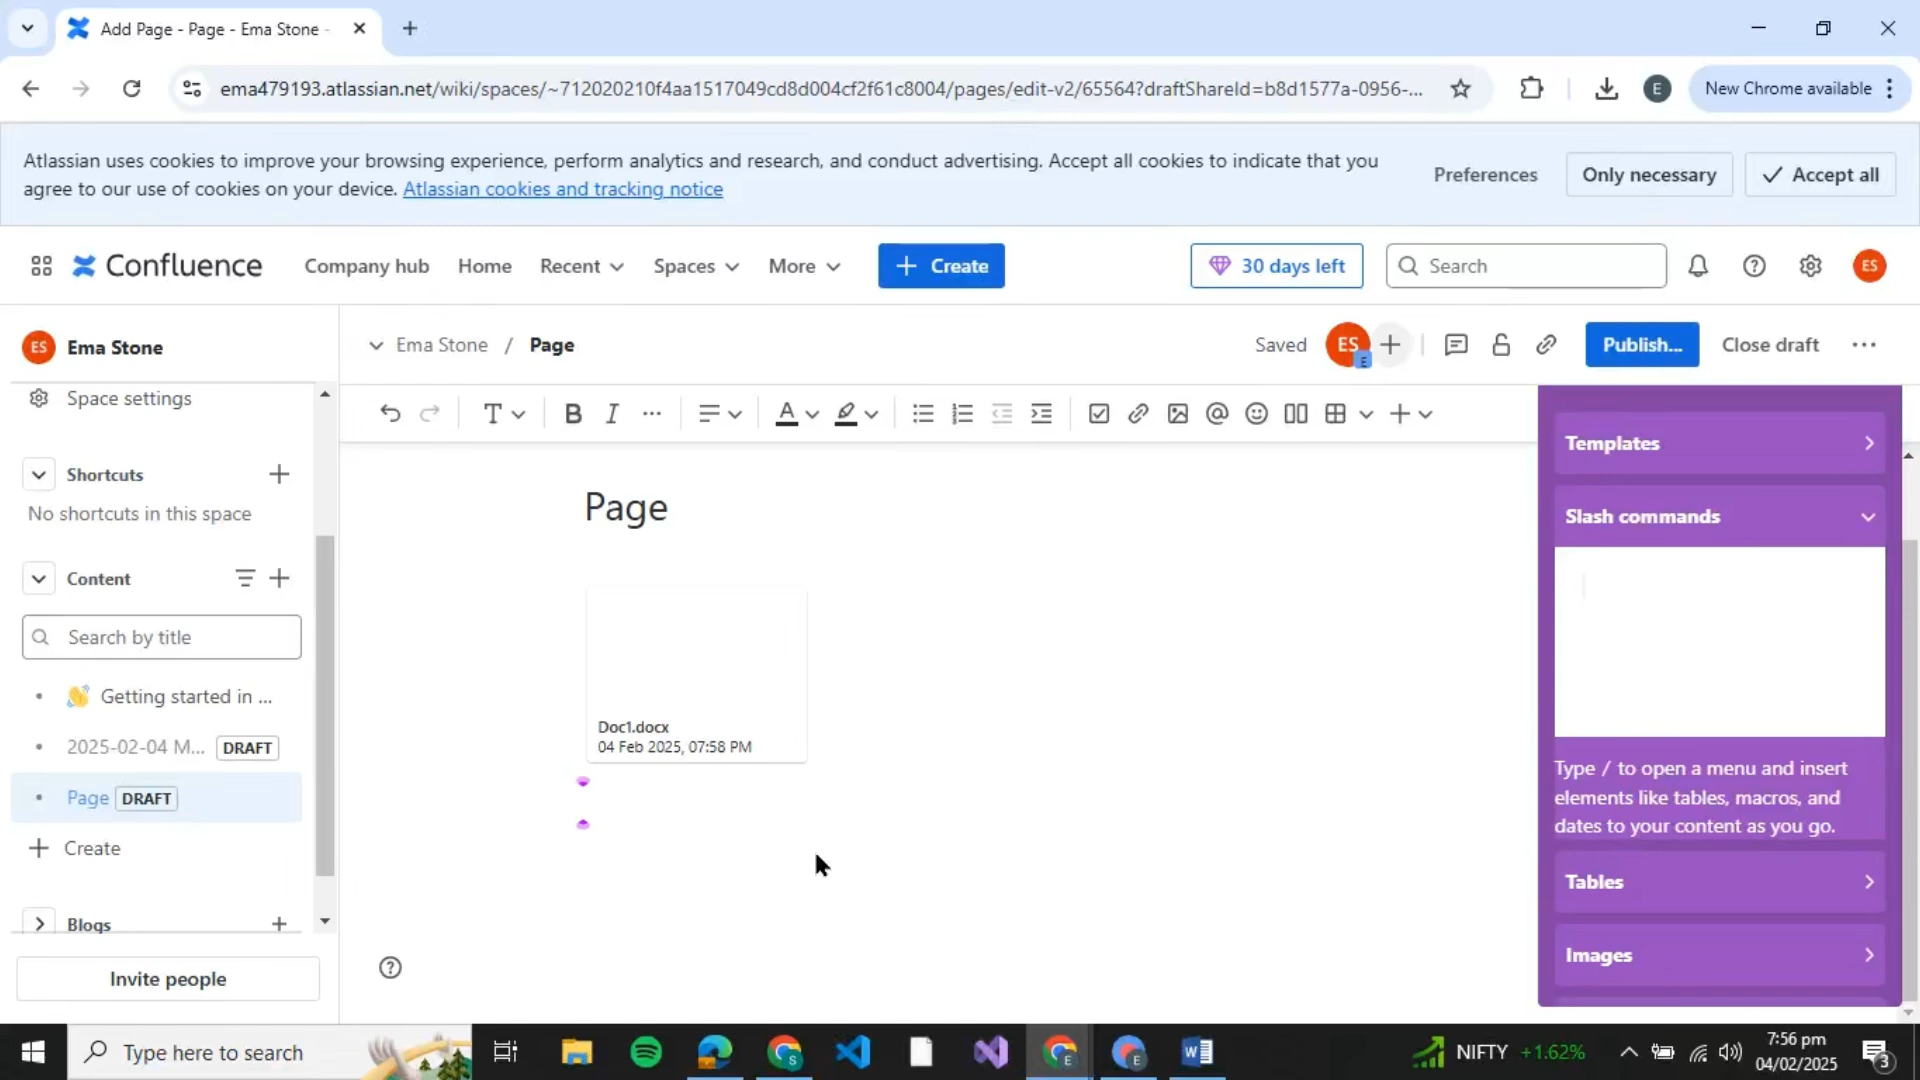 Add Page - Page - Ema Stone -
ema479193.atlassian.net/wiki/spaces/~712020210f4aa1517049cd8d004cf2f61c8004/pages/edit-v2/65564?draftShareId=b8d1577a-0956-...
E
New Chrome available
Atlassian uses cookies to improve your browsing experience, perform analytics and research, and conduct advertising. Accept all cookies to indicate that you
agree to our use of cookies on your device. Atlassian cookies and tracking notice
Preferences
Only necessary
Accept all
Confluence
Company hub
Home
Recent
Spaces
More
Create
30 days left
Search
ES
ES Ema Stone
Ema Stone / Page
Saved
ES
E
Publish...
Close draft
Space settings
Shortcuts
No shortcuts in this space
Content
Search by title
Getting started in ...
2025-02-04 M... DRAFT
Page DRAFT
Create
Blogs
Invite people
Page
Doc1.docx
04 Feb 2025, 07:58 PM
Templates
Slash commands
Type / to open a menu and insert
elements like tables, macros, and
dates to your content as you go.
Tables
Images
Type here to search
NIFTY +1.62%
7:56 pm
04/02/2025
3